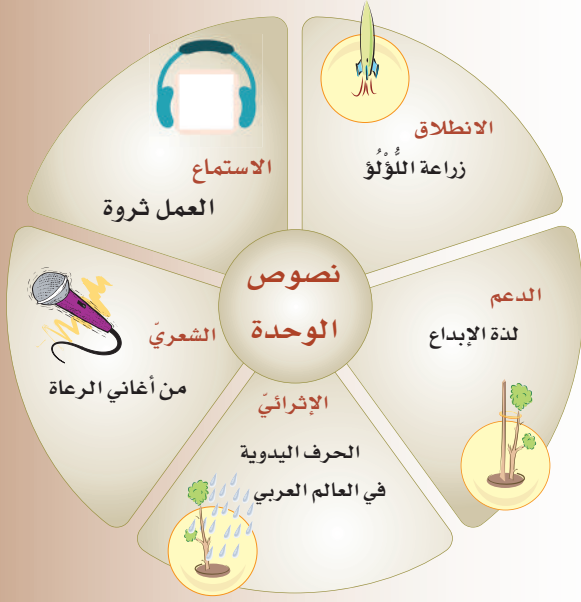 نصوص
الوحدة
الانطلاق
زراعة اللُّؤْلُؤ
الدعم
لذة الإبداع
الإثرائيّ
الحرف اليدوية
في العالم العربي
الشعريّ
من أغاني الرعاة
الاستماع
العمل ثروة